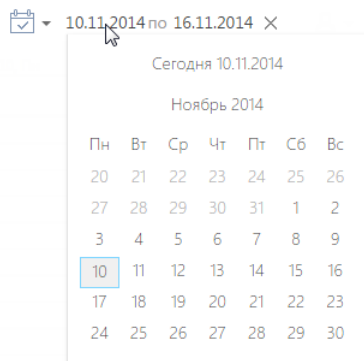 10.11.2014 по 16.11.2014
Сегодня 10.11.2014
Ноябрь 2014
Пн Вт Ср Чт Пт Сб Вс
20 21 22 23 24 25 26
27 28 29 30 31 1 2
3 4 5 6 7 8 9
10 11 12 13 14 15 16
17 18 19 20 21 22 23
24 25 26 27 28 29 30